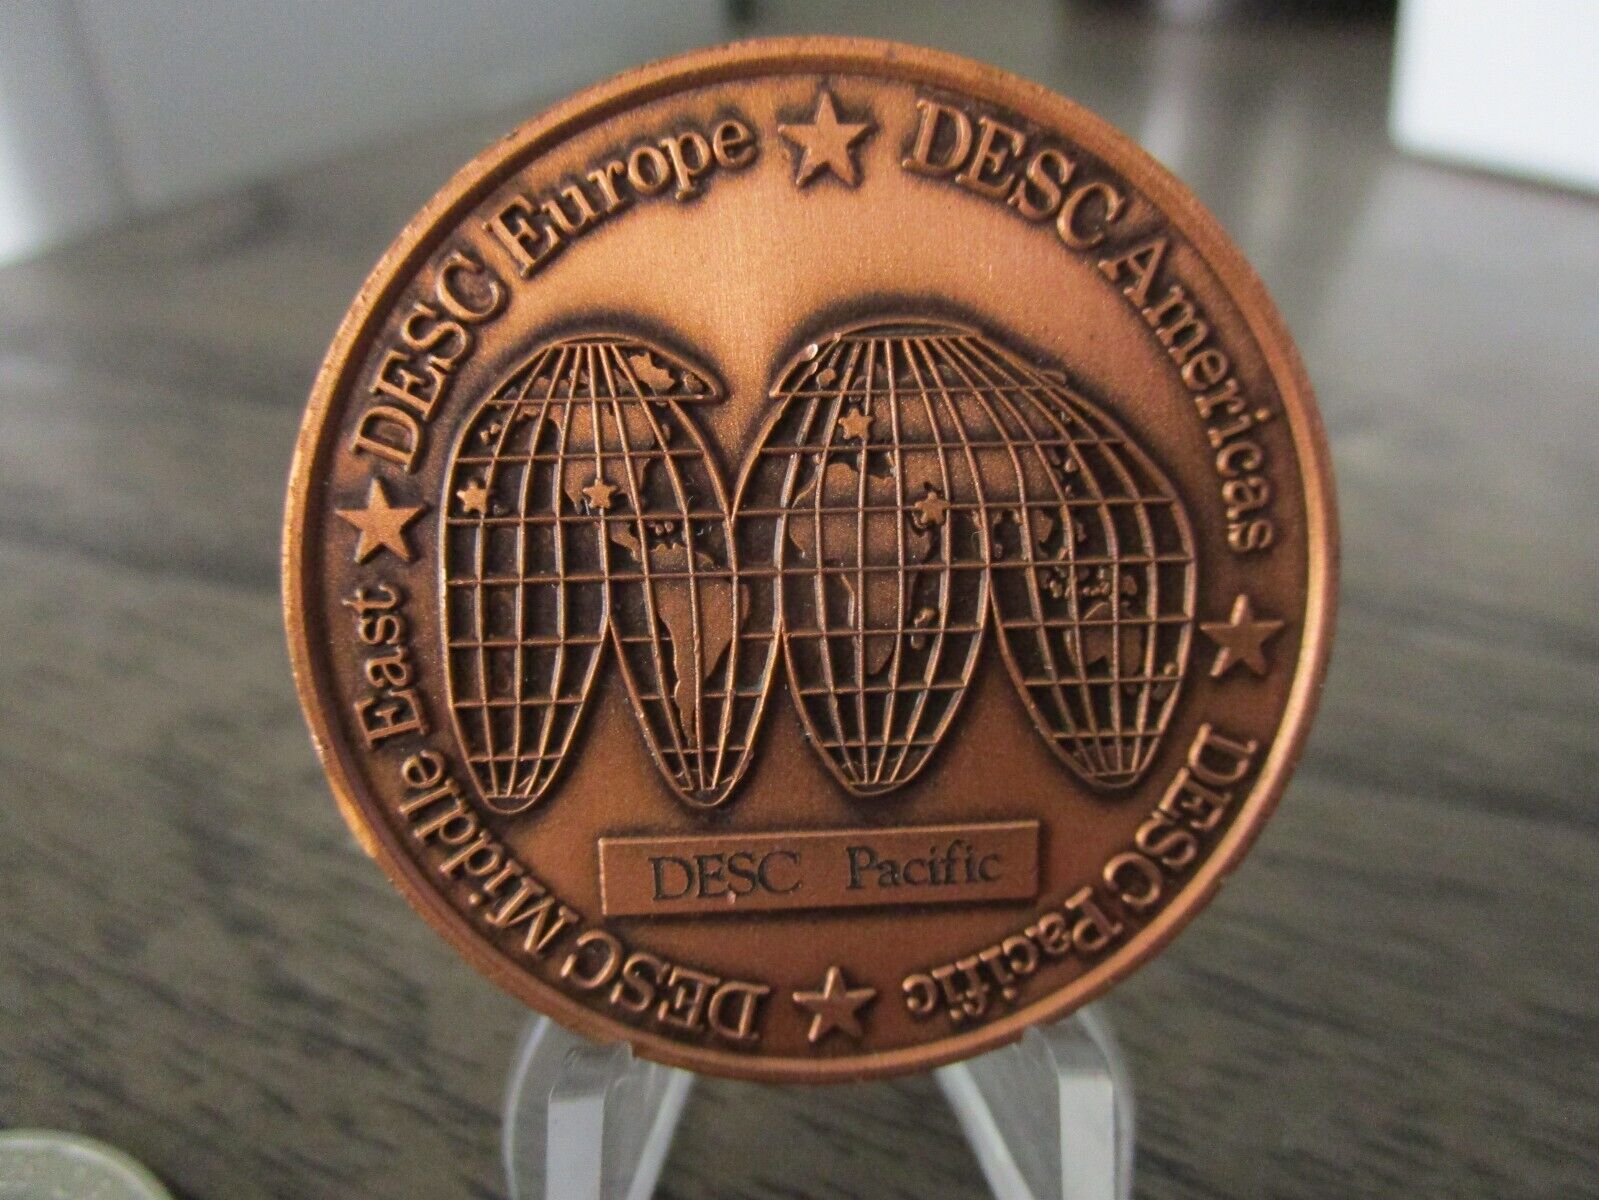 DESC Europe
DESC Americas
DESC Pacific
DESC Middle East
DESC Pacific